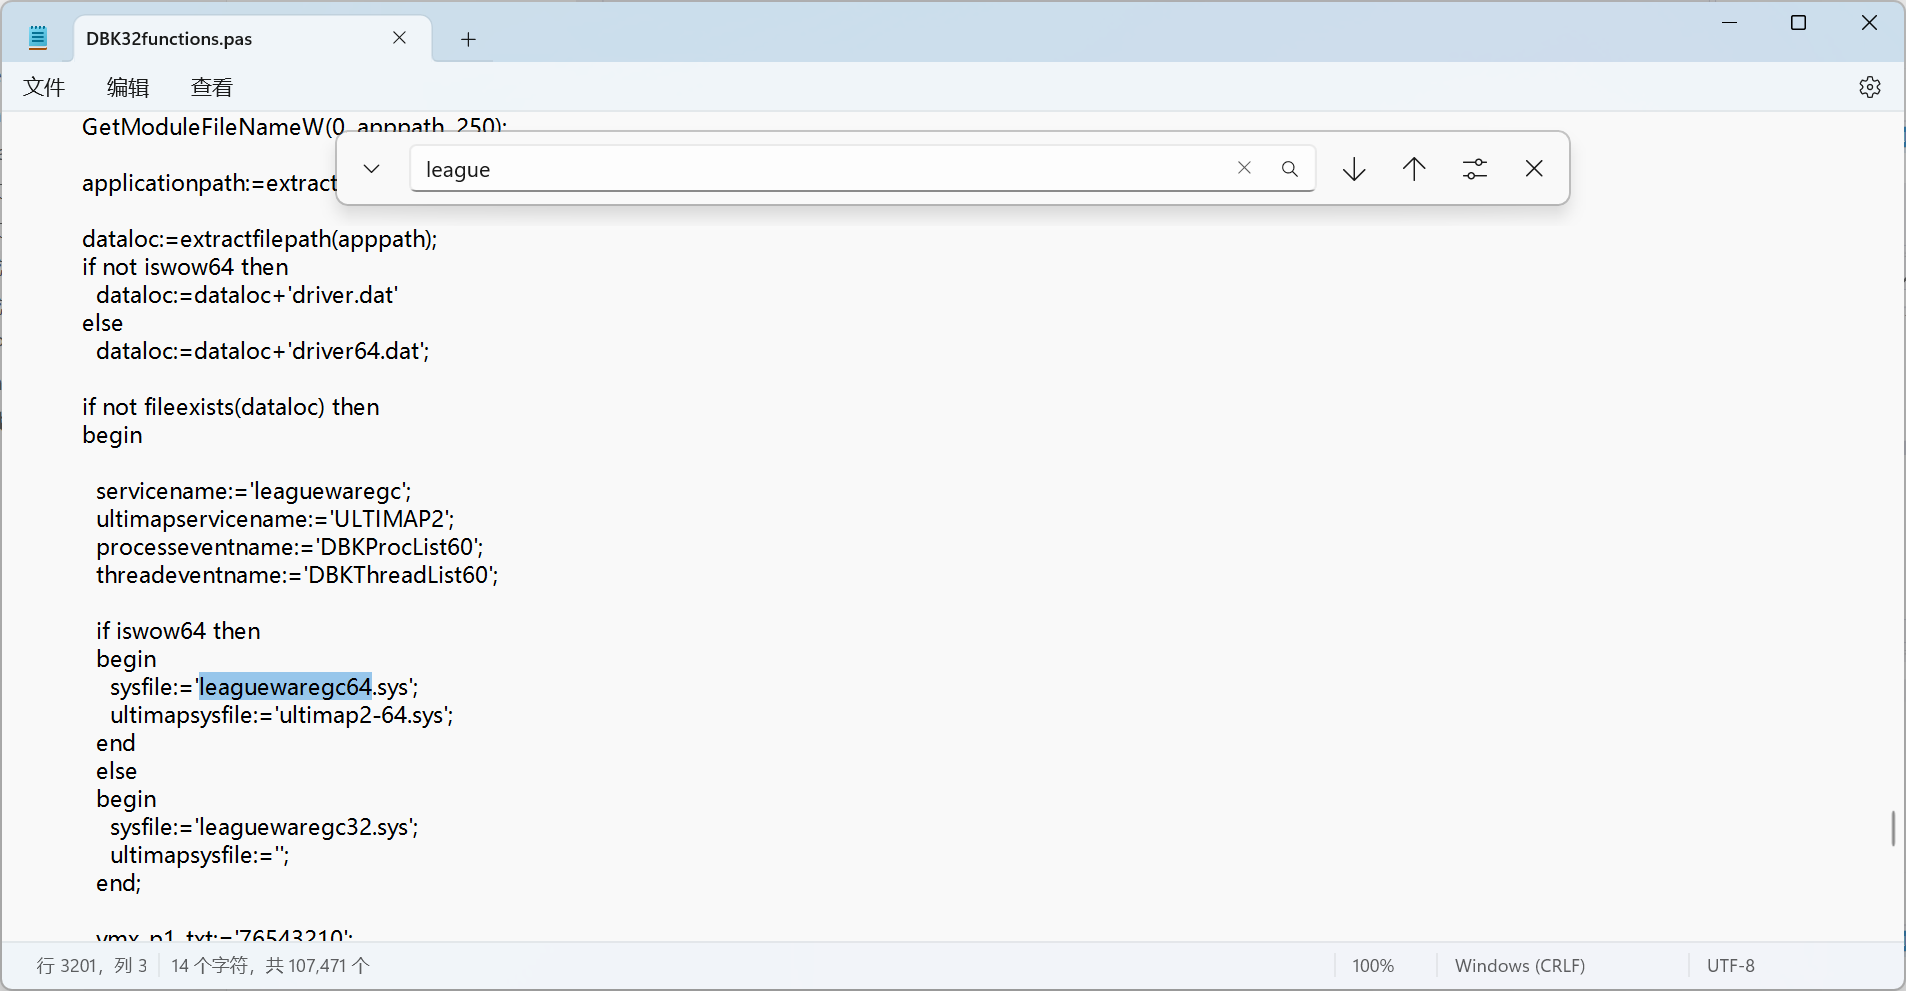 DBK32functions.pas
文件 编辑 查看
GetModuleFileNameW(0, apppath, 250);
league
applicationpath:=extract
dataloc:=extractfilepath(apppath);
if not iswow64 then
dataloc:=dataloc+'driver.dat'
else
dataloc:=dataloc+'driver64.dat';
if not fileexists(dataloc) then
begin
servicename:='leaguewaregc';
ultimapservicename:='ULTIMAP2';
processeventname:='DBKProcList60';
threadeventname:='DBKThreadList60';
if iswow64 then
begin
sysfile:='leaguewaregc64.sys';
ultimapsysfile:='ultimap2-64.sys';
end
else
begin
sysfile:='leaguewaregc32.sys';
ultimapsysfile:='';
end;
vmx_p1_txt:='76543210';
行 3201，列 3 14 个字符，共 107,471 个 100% Windows (CRLF) UTF-8